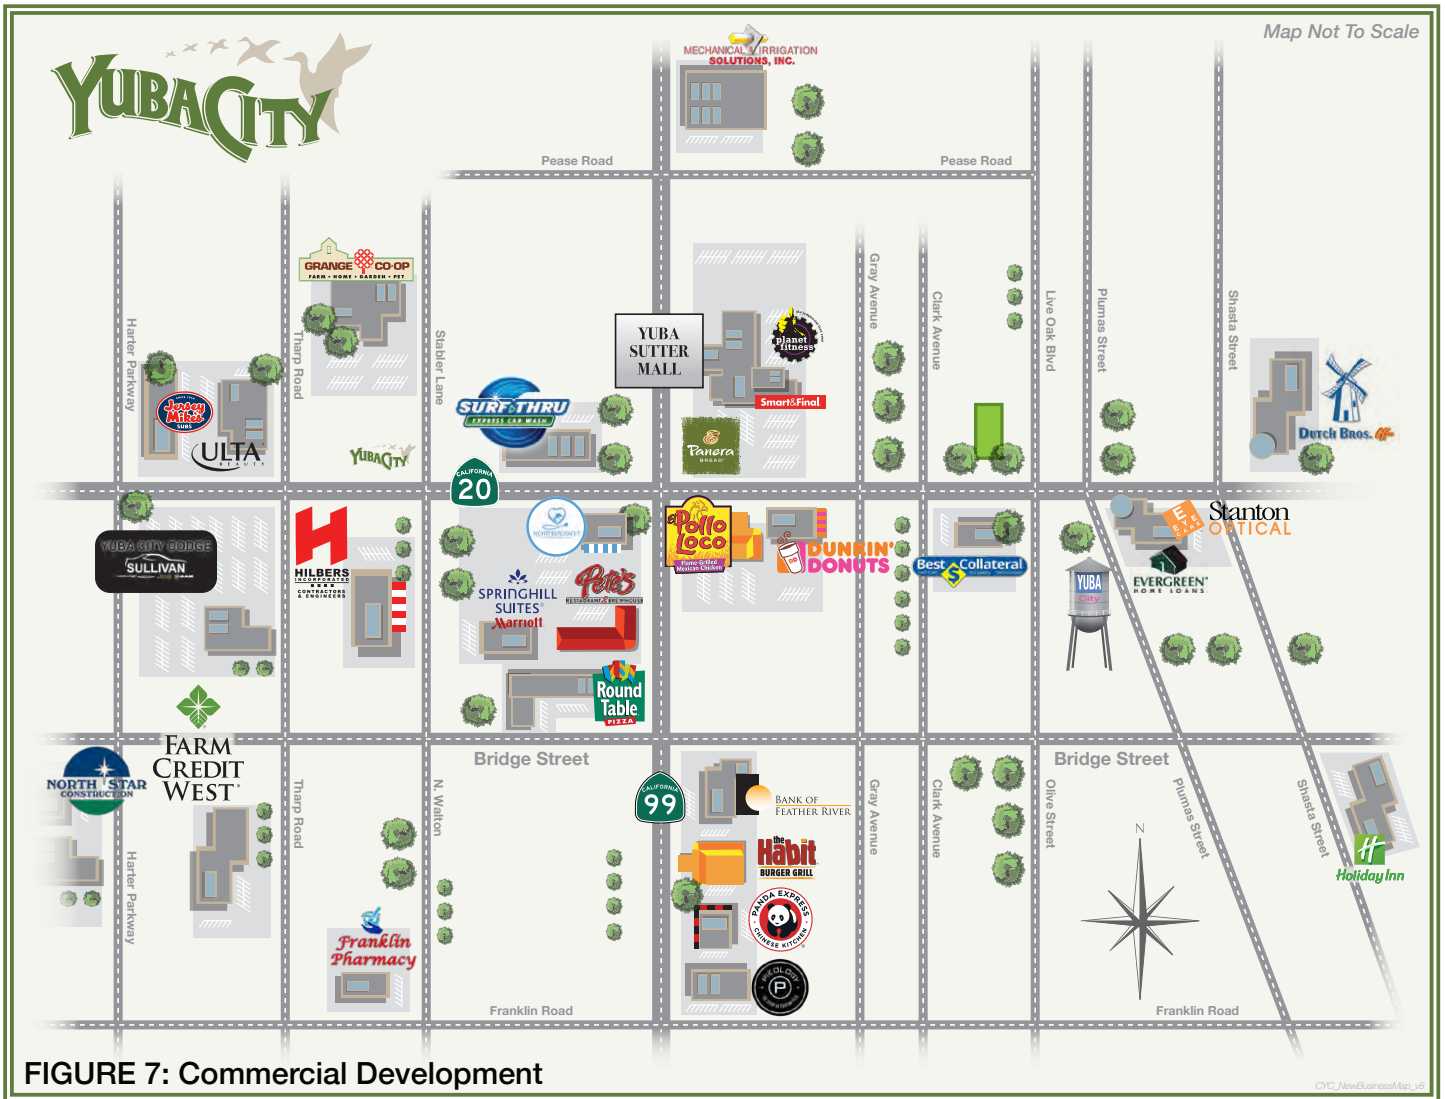 Map Not To Scale
YUBA CITY
MECHANICAL & IRRIGATION
SOLUTIONS, INC.
Pease Road
Pease Road
GRANGE CO-OP
FARM • HOME • GARDEN • PET
Harter Parkway
Tharp Road
Stabler Lane
Gray Avenue
Clark Avenue
Live Oak Blvd
Plumas Street
Shasta Street
YUBA
SUTTER
MALL
planet
fitness
Smart&Final
Jersey
Mike's
SUBS
ULTA
BEAUTY
YUBA CITY
SURF THRU
EXPRESS CAR WASH
Panera
BREAD
DUTCH BROS.
CALIFORNIA
20
YUBA CITY DODGE
SULLIVAN
HILBERS
INCORPORATED
CONTRACTORS
& ENGINEERS
SPRINGHILL
SUITES
Marriott
Pete's
RESTAURANT & BREWHOUSE
el Pollo
Loco
Flame-Grilled
Mexican Chicken
DUNKIN'
DONUTS
Best Collateral
$
Stanton
OPTICAL
EVERGREEN
HOME LOANS
YUBA
City
Round
Table
PIZZA
FARM
CREDIT
WEST
NORTH STAR
CONSTRUCTION
Bridge Street
Bridge Street
CALIFORNIA
99
Tharp Road
N. Walton
Gray Avenue
Clark Avenue
Olive Street
Plumas Street
Shasta Street
Harter Parkway
BANK OF
FEATHER RIVER
the
Habit
BURGER GRILL
PANDA EXPRESS
CHINESE KITCHEN
PIEOLOGY
P
H
Holiday Inn
N
Franklin
Pharmacy
Franklin Road
Franklin Road
FIGURE 7: Commercial Development
CYC_NewBusinessMap_v8